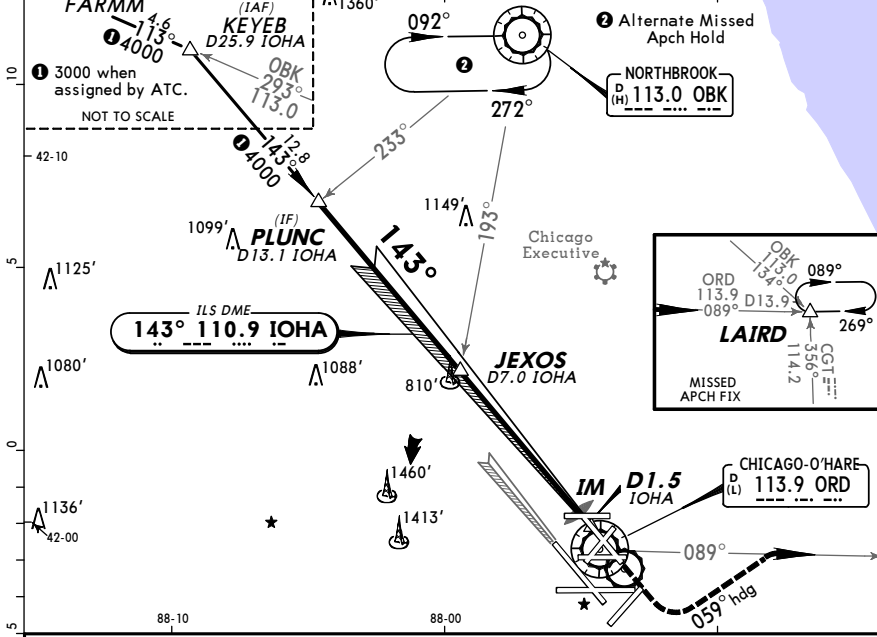 FARMM
4.6
113°
❶4000
(IAF)
KEYEB
D25.9 IOHA
❶ 3000 when
assigned by ATC.
NOT TO SCALE
OBK
293°
113.0
1360'
092°
❷
272°
❷ Alternate Missed
Apch Hold
NORTHBROOK
D
(H) 113.0 OBK
10
42-10
12.8
143°
❶4000
233°
193°
1149'
1099'
(IF)
PLUNC
D13.1 IOHA
143°
Chicago
Executive
5
1125'
ILS DME
143° 110.9 IOHA
1080'
1088'
810'
JEXOS
D7.0 IOHA
OBK
113.0
134°
089°
ORD
113.9
089°
D13.9
269°
LAIRD
CGT
356°
114.2
MISSED
APCH FIX
0
1460'
1413'
1136'
42-00
IM
D1.5
IOHA
CHICAGO-O'HARE
D
(L) 113.9 ORD
089°
059° hdg
5
88-10
88-00